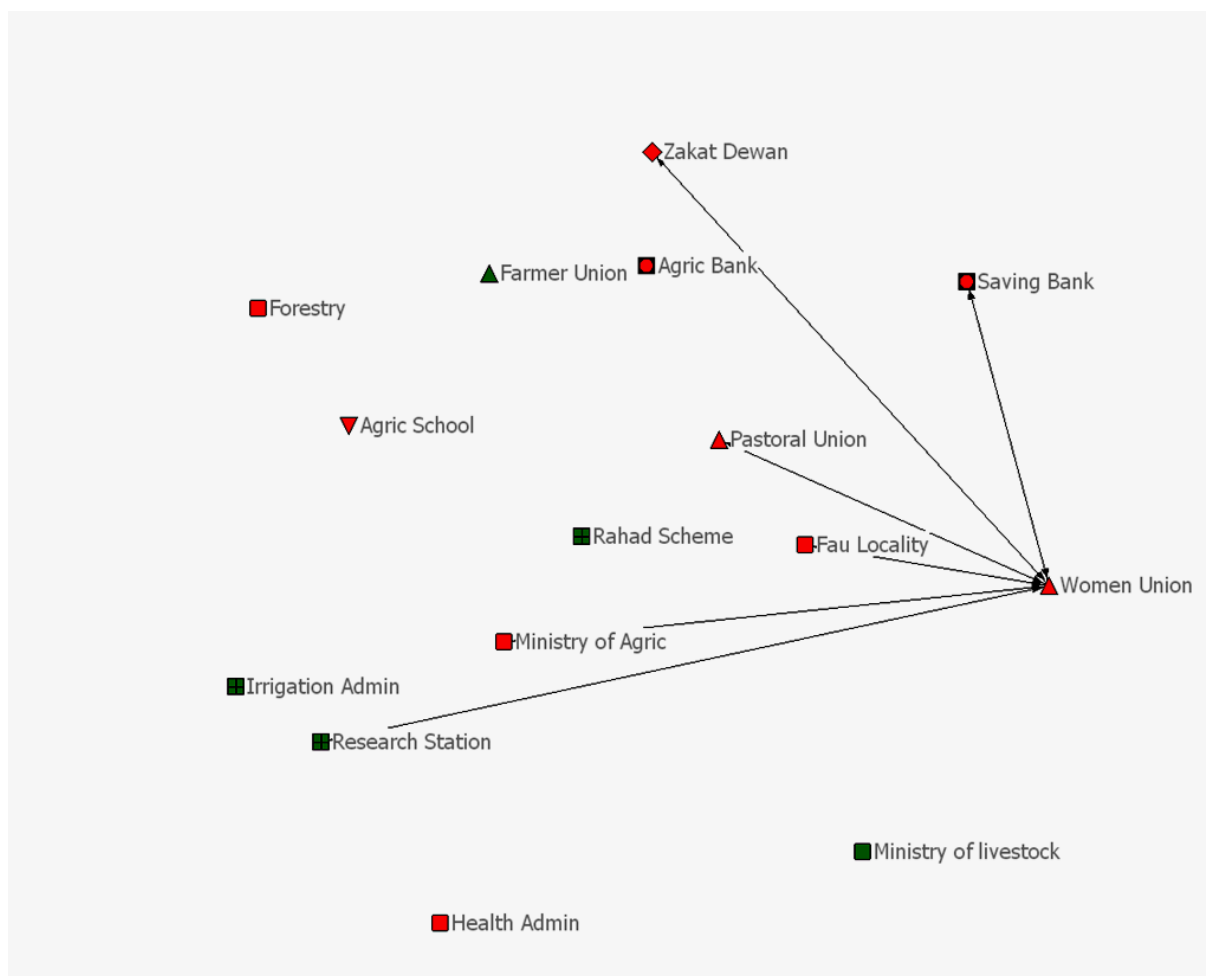 Zakat Dewan
Agric Bank
Farmer Union
Saving Bank
Forestry
Agric School
Pastoral Union
Rahad Scheme
Fau Locality
Women Union
Ministry of Agric
Irrigation Admin
Research Station
Ministry of livestock
Health Admin